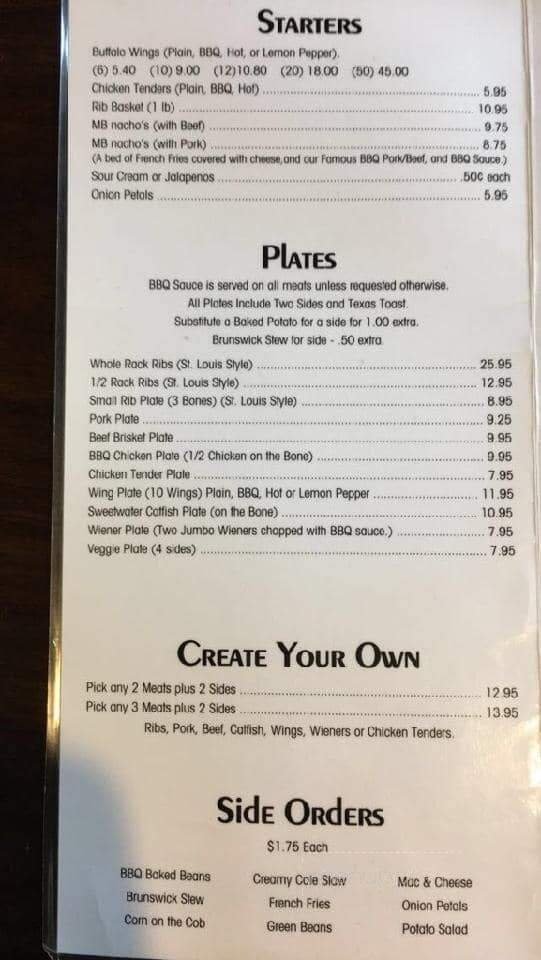 STARTERS
Buffalo Wings (Plain, BBQ, Hot, or Lemon Pepper).
(6) 5.40 (10) 9.00 (12) 10.80 (20) 18.00 (50) 45.00
Chicken Tenders (Plain, BBQ, Hot) 5.95
Rib Basket (1 lb) 10.95
MB nacho's (with Beef) 9.75
MB nacho's (with Pork) 8.75
(A bed of French Fries covered with cheese, and our Famous BBQ Pork/Beef, and BBQ Sauce.)
Sour Cream or Jalapenos .50¢ each
Onion Petals 5.95
PLATES
BBQ Sauce is served on all meats unless requested otherwise.
All Plates Include Two Sides and Texas Toast.
Substitute a Baked Potato for a side for 1.00 extra.
Brunswick Stew for side - .50 extra
Whole Rack Ribs (St. Louis Style) 25.95
1/2 Rack Ribs (St. Louis Style) 12.95
Small Rib Plate (3 Bones) (St. Louis Style) 8.95
Pork Plate 9.25
Beef Brisket Plate 9.95
BBQ Chicken Plate (1/2 Chicken on the Bone) 9.95
Chicken Tender Plate 7.95
Wing Plate (10 Wings) Plain, BBQ, Hot or Lemon Pepper 11.95
Sweetwater Catfish Plate (on the Bone) 10.95
Wiener Plate (Two Jumbo Wieners chopped with BBQ sauce.) 7.95
Veggie Plate (4 sides) 7.95
CREATE YOUR OWN
Pick any 2 Meats plus 2 Sides 12.95
Pick any 3 Meats plus 2 Sides 13.95
Ribs, Pork, Beef, Catfish, Wings, Wieners or Chicken Tenders.
SIDE ORDERS
$1.75 Each
BBQ Baked Beans Creamy Cole Slaw Mac & Cheese
Brunswick Stew French Fries Onion Petals
Corn on the Cob Green Beans Potato Salad